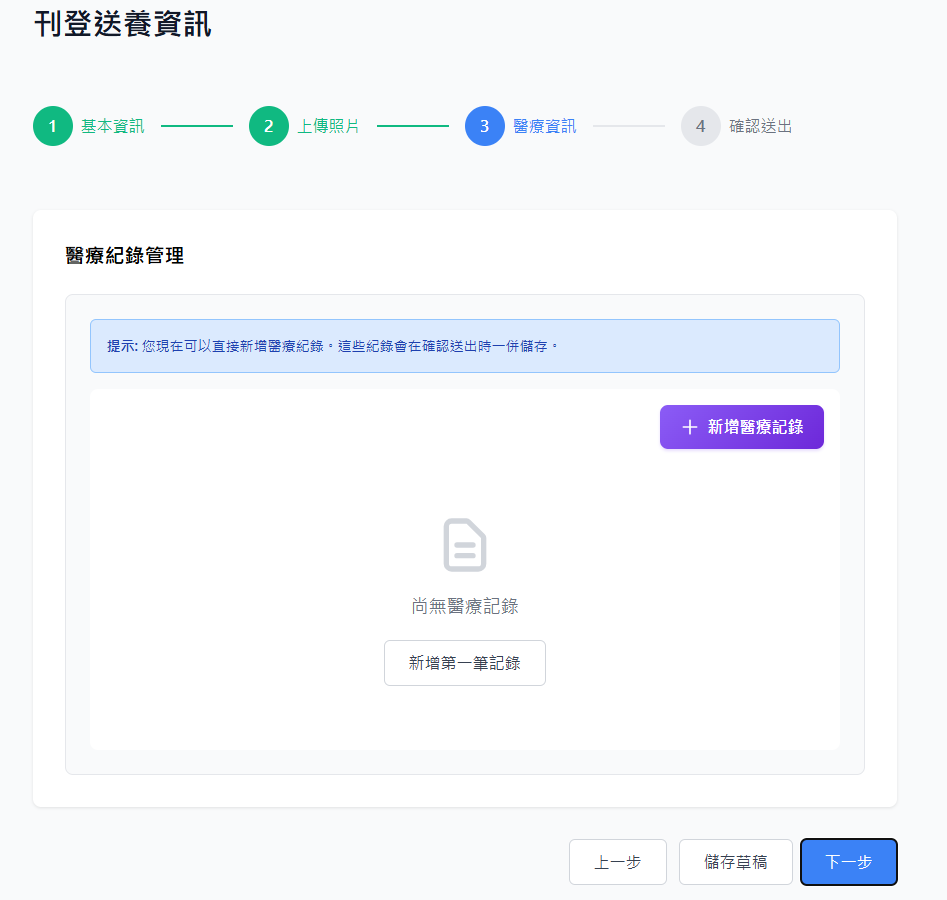 刊登送養資訊
1 基本資訊 2 上傳照片 3 醫療資訊 4 確認送出
醫療紀錄管理
提示: 您現在可以直接新增醫療紀錄。這些紀錄會在確認送出時一併儲存。
新增醫療記錄
尚無醫療記錄
新增第一筆記錄
上一步 儲存草稿 下一步